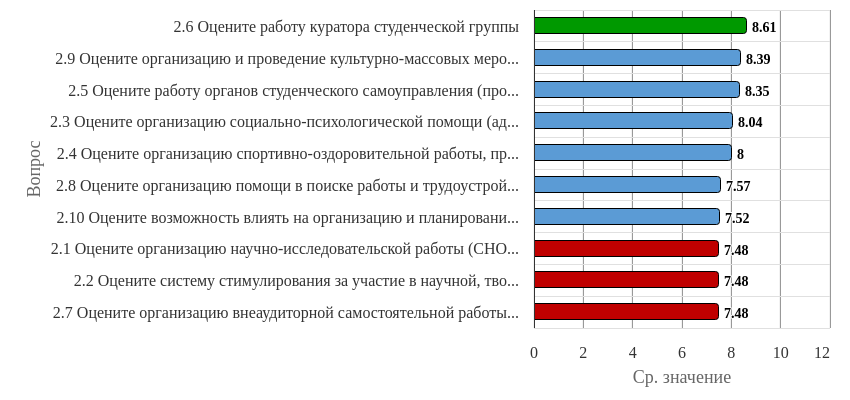 2.6 Оцените работу куратора студенческой группы 8.61
2.9 Оцените организацию и проведение культурно-массовых меро... 8.39
2.5 Оцените работу органов студенческого самоуправления (про... 8.35
2.3 Оцените организацию социально-психологической помощи (ад... 8.04
2.4 Оцените организацию спортивно-оздоровительной работы, пр... 8
2.8 Оцените организацию помощи в поиске работы и трудоустрой... 7.57
2.10 Оцените возможность влиять на организацию и планировани... 7.52
2.1 Оцените организацию научно-исследовательской работы (СНО... 7.48
2.2 Оцените систему стимулирования за участие в научной, тво... 7.48
2.7 Оцените организацию внеаудиторной самостоятельной работы... 7.48
Вопрос
0 2 4 6 8 10 12
Ср. значение